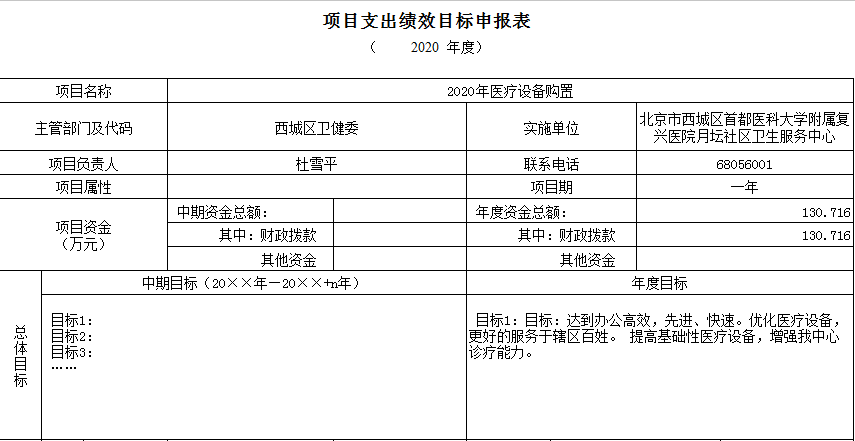 项目支出绩效目标申报表
（ 2020 年度）
项目名称 2020年医疗设备购置
主管部门及代码 西城区卫健委 实施单位 北京市西城区首都医科大学附属复
兴医院月坛社区卫生服务中心
项目负责人 杜雪平 联系电话 68056001
项目属性 项目期 一年
项目资金
（万元）
中期资金总额： 年度资金总额： 130.716
其中：财政拨款 其中：财政拨款 130.716
其他资金 其他资金
总体目标
中期目标（20××年—20××+n年） 年度目标
目标1：
目标2：
目标3：
……
目标1：目标：达到办公高效，先进、快速。优化医疗设备，
更好的服务于辖区百姓。 提高基础性医疗设备，增强我中心
诊疗能力。